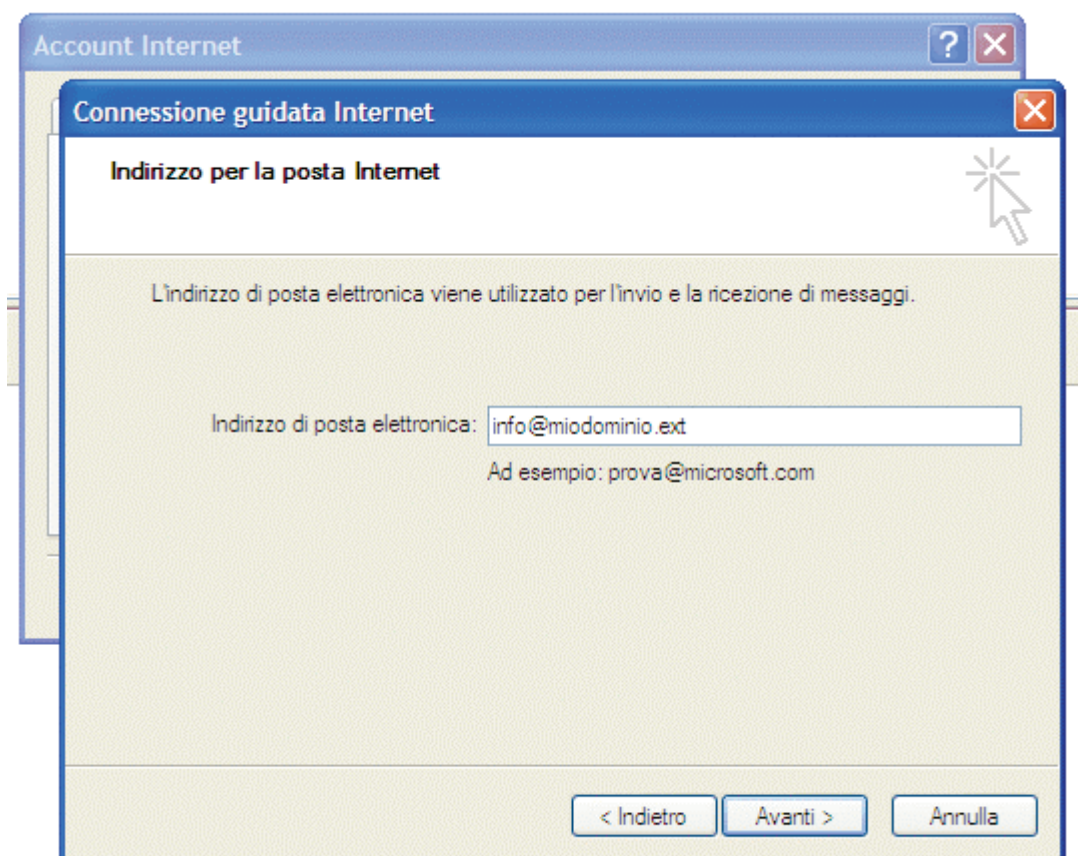 Account Internet
?
Connessione guidata Internet
Indirizzo per la posta Internet
L'indirizzo di posta elettronica viene utilizzato per l'invio e la ricezione di messaggi.
Indirizzo di posta elettronica: info@miodominio.ext
Ad esempio: prova@microsoft.com
< Indietro Avanti > Annulla